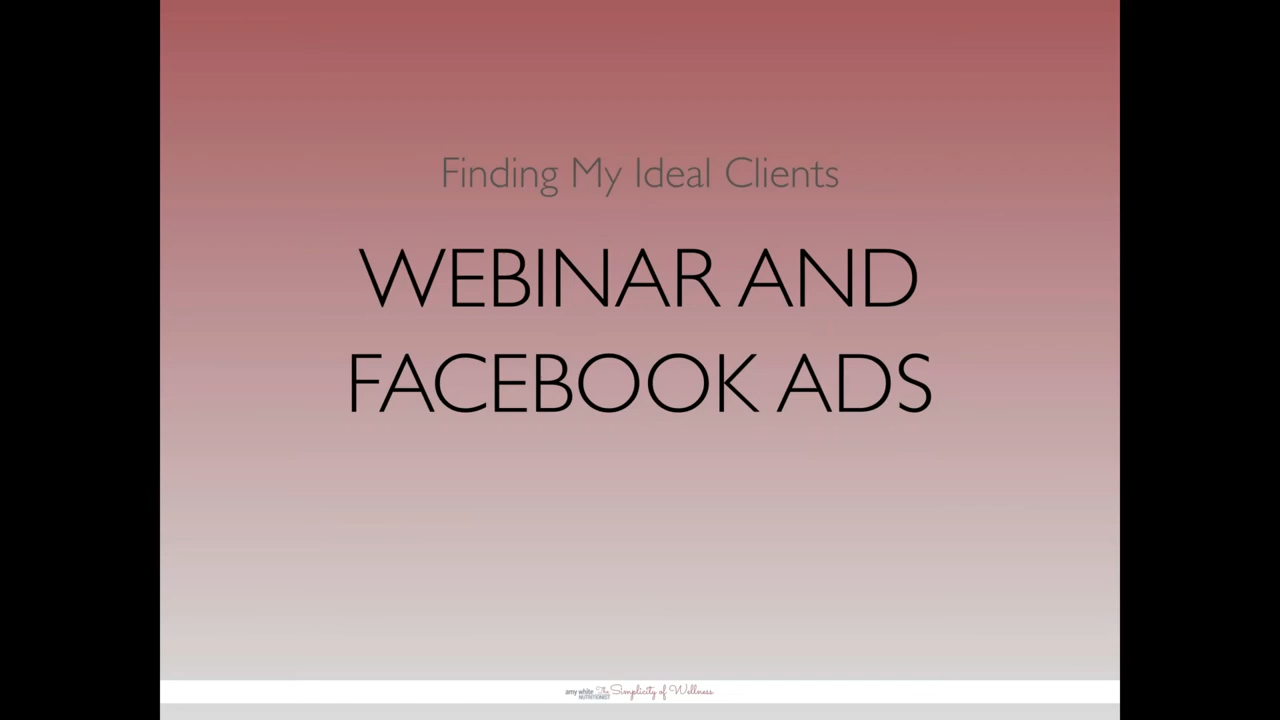 Finding My Ideal Clients
WEBINAR AND
FACEBOOK ADS
amy white The Simplicity of Wellness
NUTRITIONIST